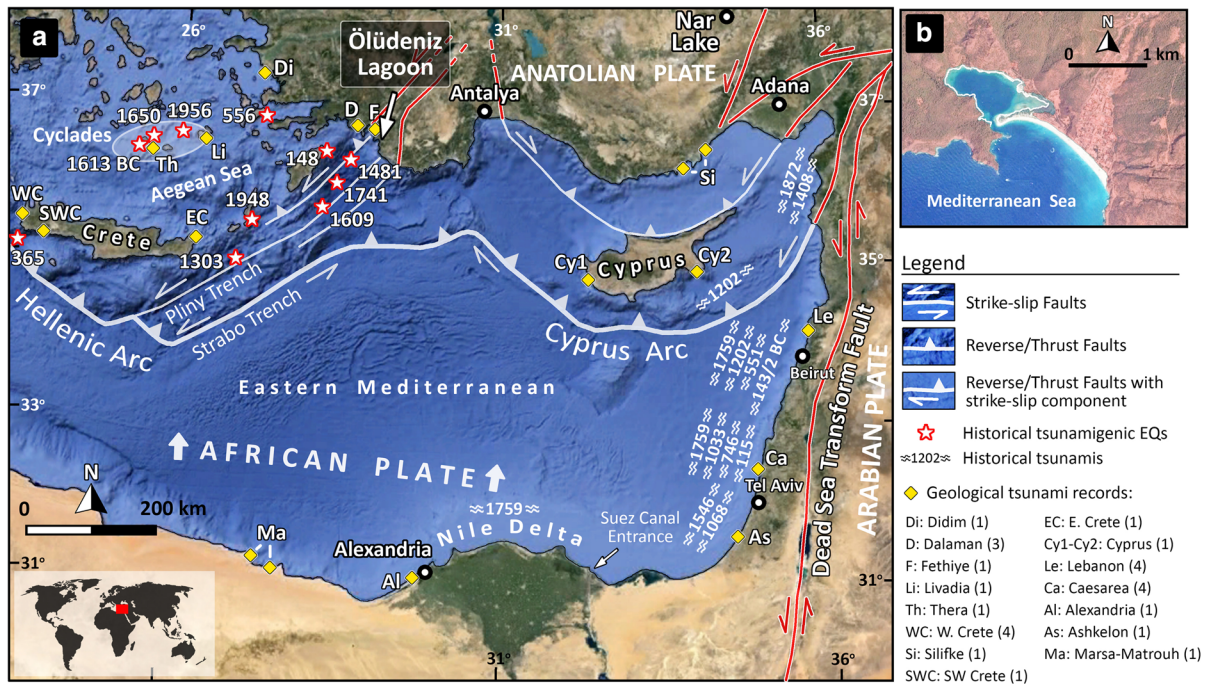 a
26°
31°
36°
Nar
Lake
Ölüdeniz
Lagoon
ANATOLIAN PLATE
Di
37°
Antalya
Adana
37°
1650
1956
556
D
F
Cyclades
1613 BC
Th
Li
Aegean Sea
148
1481
1741
1609
Si
≈1872≈
≈1408≈
WC
SWC
1948
EC
Crete
365
1303
Cy1
Cyprus
Cy2
≈1202≈
35°
Pliny Trench
Strabo Trench
Hellenic Arc
Cyprus Arc
≈1759≈
≈1202≈
≈551≈
≈143/2 BC≈
Le
Beirut
Eastern Mediterranean
33°
AFRICAN PLATE
≈1759≈
≈1033≈
≈746≈
≈115≈
Ca
Tel Aviv
Dead Sea Transform Fault
ARABIAN PLATE
N
0
200 km
≈1759≈
Nile Delta
Suez Canal
Entrance
≈1546≈
≈1068≈
As
Ma
Alexandria
Al
31°
31°
31°
36°
b
N
0
1 km
Mediterranean Sea
Legend
Strike-slip Faults
Reverse/Thrust Faults
Reverse/Thrust Faults with
strike-slip component
Historical tsunamigenic EQs
≈1202≈ Historical tsunamis
Geological tsunami records:
Di: Didim (1)
D: Dalaman (3)
F: Fethiye (1)
Li: Livadia (1)
Th: Thera (1)
WC: W. Crete (4)
Si: Silifke (1)
SWC: SW Crete (1)
EC: E. Crete (1)
Cy1-Cy2: Cyprus (1)
Le: Lebanon (4)
Ca: Caesarea (4)
Al: Alexandria (1)
As: Ashkelon (1)
Ma: Marsa-Matrouh (1)